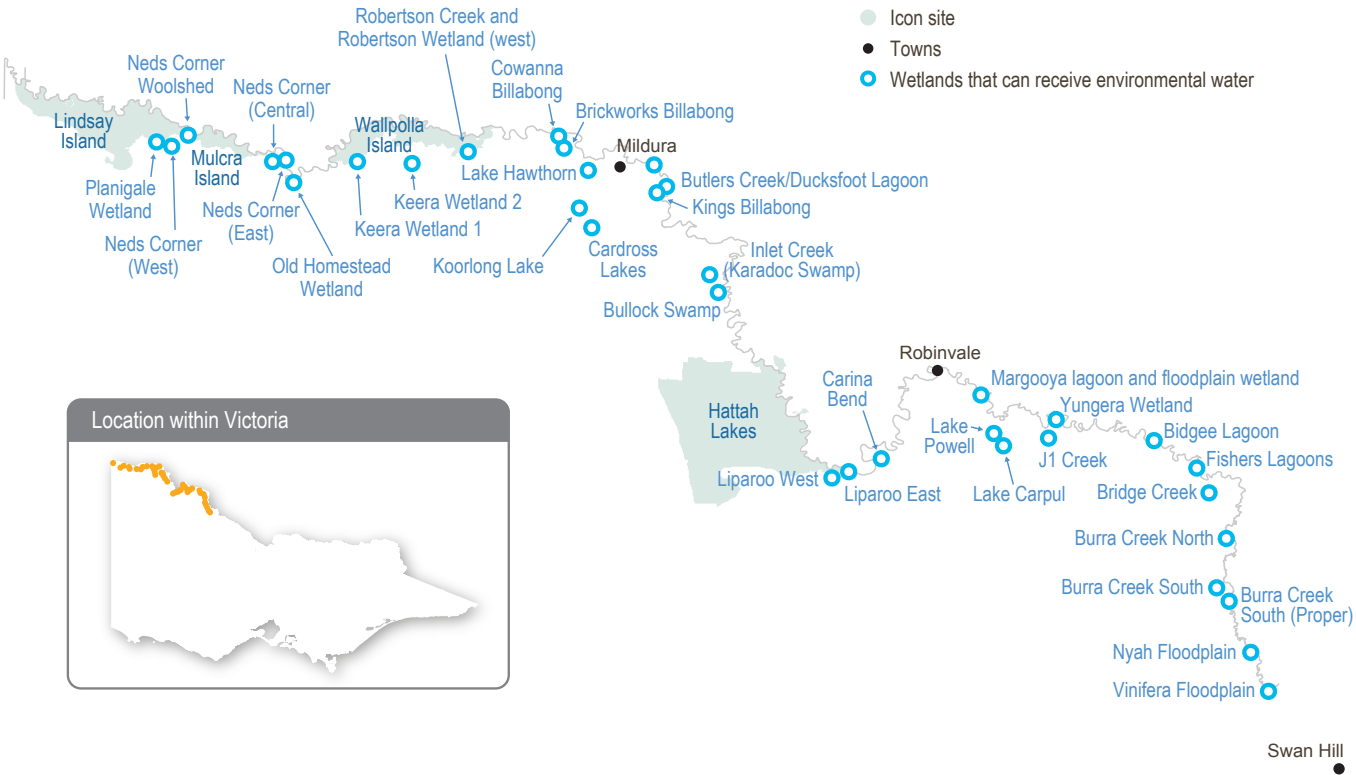 Robertson Creek and
Robertson Wetland (west)
Icon site
Towns
Wetlands that can receive environmental water
Neds Corner
Woolshed
Neds Corner
(Central)
Cowanna
Billabong
Brickworks Billabong
Lindsay
Island
Wallpolla
Island
Mildura
Mulcra
Island
Lake Hawthorn
Planigale
Wetland
Neds Corner
(East)
Keera Wetland 2
Butlers Creek/Ducksfoot Lagoon
Kings Billabong
Neds Corner
(West)
Keera Wetland 1
Old Homestead
Wetland
Koorlong Lake
Cardross
Lakes
Inlet Creek
(Karadoc Swamp)
Bullock Swamp
Robinvale
Carina
Bend
Margooya lagoon and floodplain wetland
Yungera Wetland
Hattah
Lakes
Lake
Powell
J1 Creek
Bidgee Lagoon
Fishers Lagoons
Liparoo West
Liparoo East
Lake Carpul
Bridge Creek
Location within Victoria
Burra Creek North
Burra Creek South
Burra Creek
South (Proper)
Nyah Floodplain
Vinifera Floodplain
Swan Hill